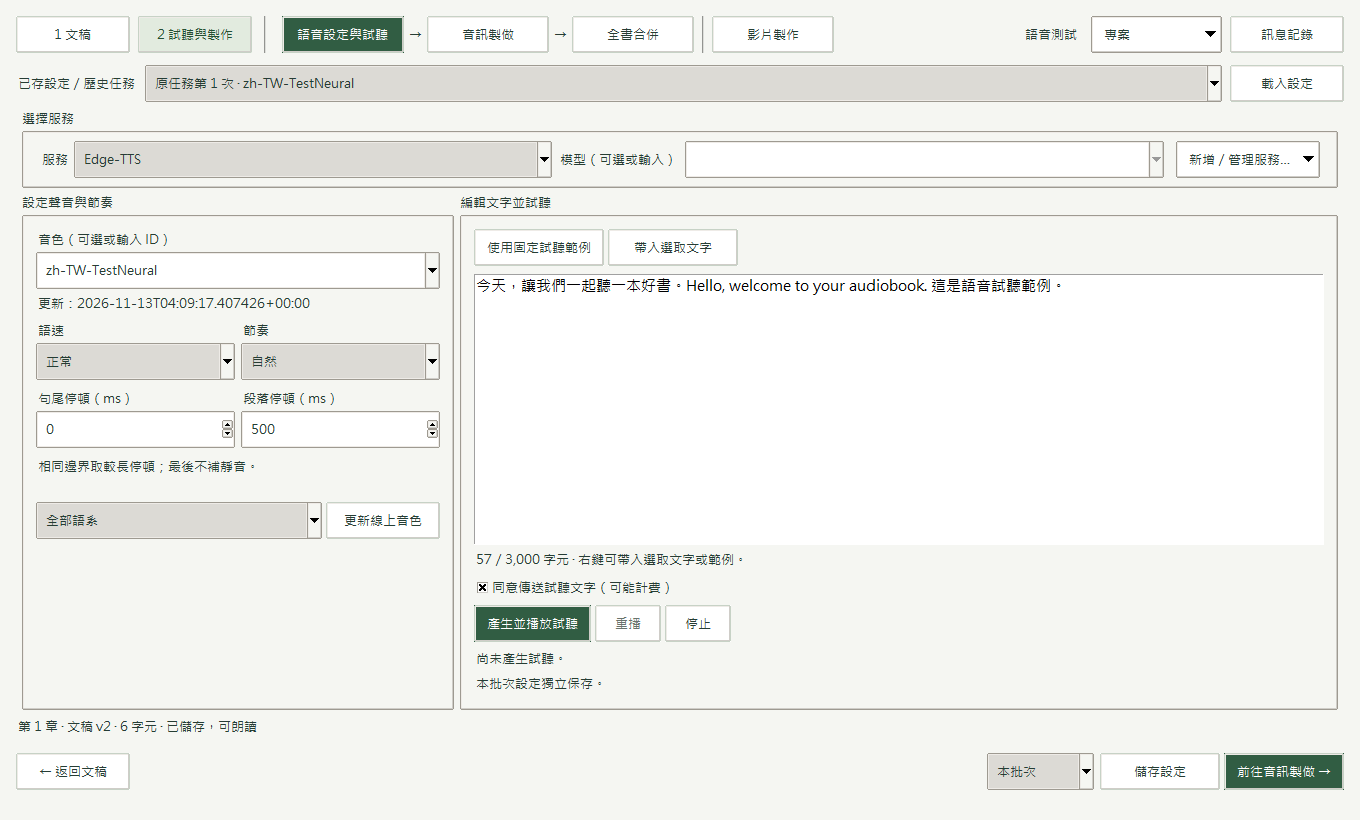 1 文稿
2 試聽與製作
語音設定與試聽
→
音訊製做
→
全書合併
影片製作
語音測試
專案
訊息記錄
已存設定 / 歷史任務
原任務第 1 次 · zh-TW-TestNeural
載入設定
選擇服務
服務
Edge-TTS
模型（可選或輸入）
新增 / 管理服務...
設定聲音與節奏
音色（可選或輸入 ID）
zh-TW-TestNeural
更新：2026-11-13T04:09:17.407426+00:00
語速
節奏
正常
自然
句尾停頓（ms）
段落停頓（ms）
0
500
相同邊界取較長停頓；最後不補靜音。
全部語系
更新線上音色
編輯文字並試聽
使用固定試聽範例
帶入選取文字
今天，讓我們一起聽一本好書。Hello, welcome to your audiobook. 這是語音試聽範例。
57 / 3,000 字元 · 右鍵可帶入選取文字或範例。
同意傳送試聽文字（可能計費）
產生並播放試聽
重播
停止
尚未產生試聽。
本批次設定獨立保存。
第 1 章 · 文稿 v2 · 6 字元 · 已儲存，可朗讀
← 返回文稿
本批次
儲存設定
前往音訊製做 →